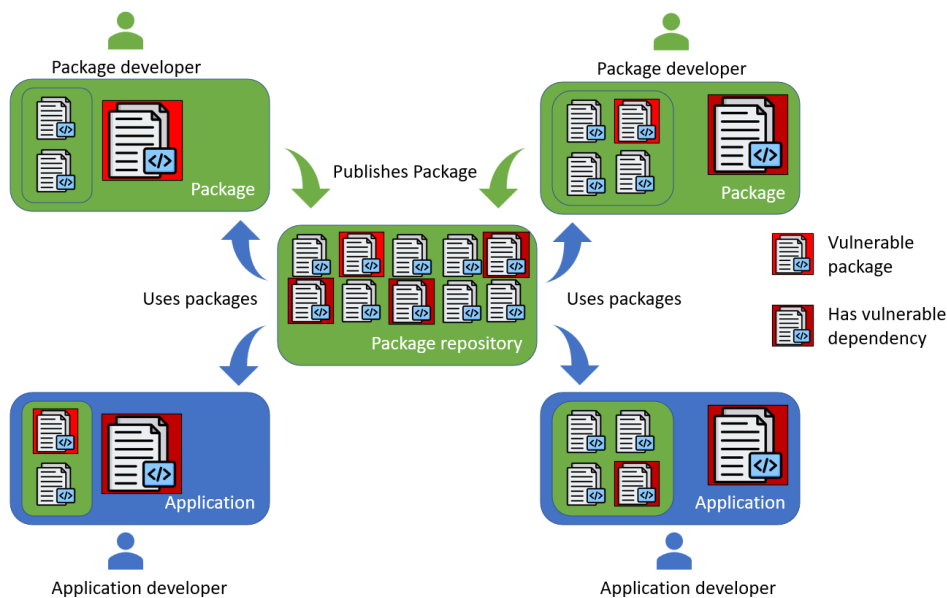 Package developer
Package developer
Package
Publishes Package
Package
Vulnerable
package
Uses packages
Uses packages
Has vulnerable
dependency
Package repository
Application
Application
Application developer
Application developer